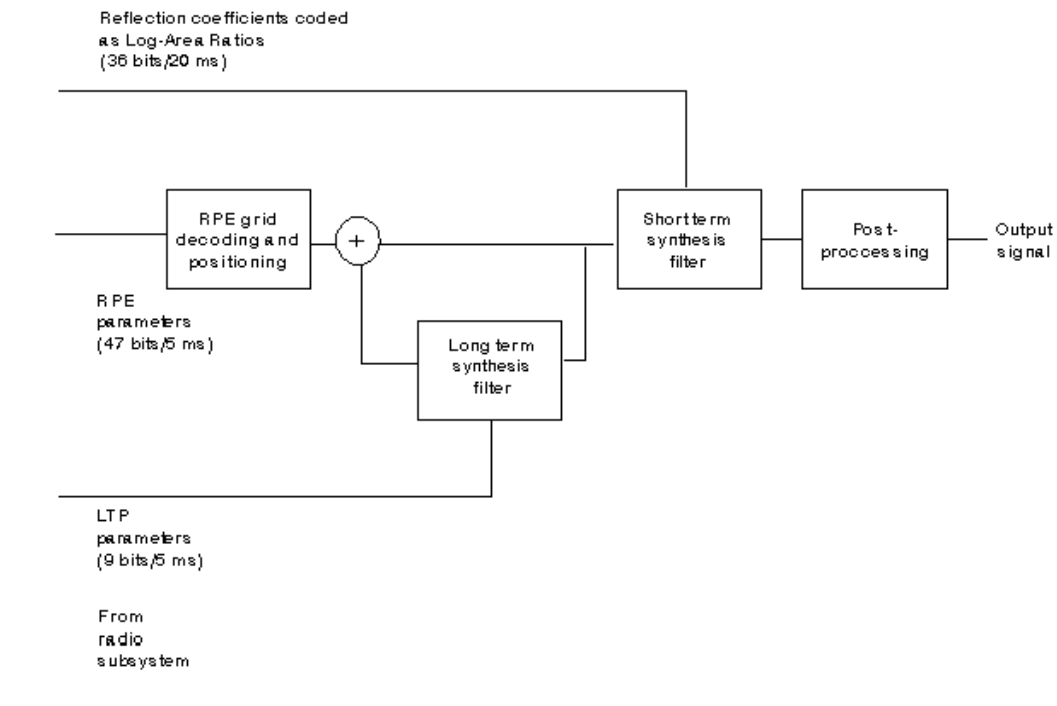 Reflection coefficients coded
as Log-Area Ratios
(36 bits/20 ms)
RPE grid
decoding and
positioning
+
Short term
synthesis
filter
Post-
proccessing
Output
signal
RPE
parameters
(47 bits/5 ms)
Long term
synthesis
filter
LTP
parameters
(9 bits/5 ms)
From
radio
subsystem